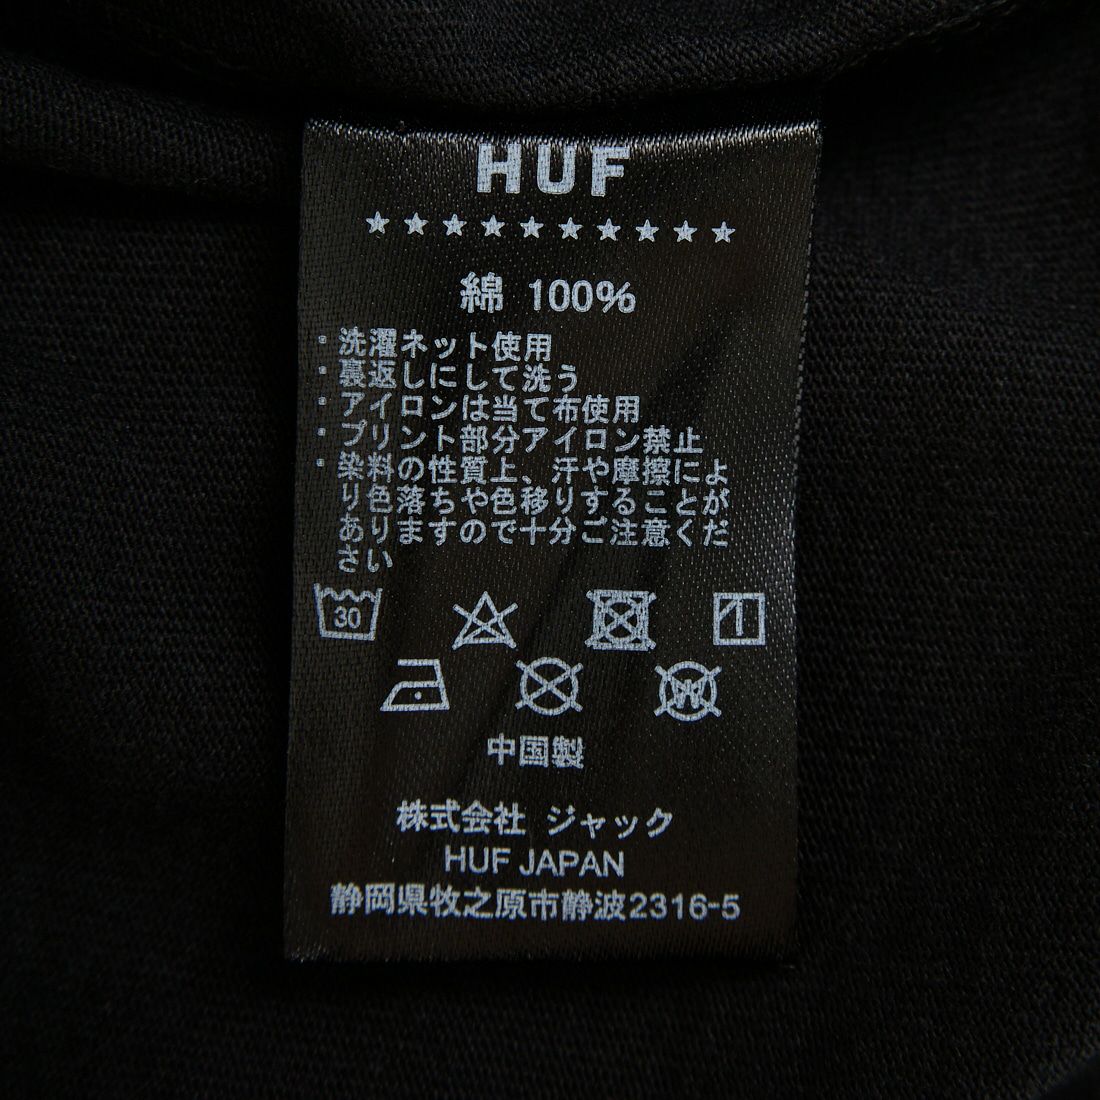 HUF
★★★★★★★★★★
綿 100%
・洗濯ネット使用
・裏返しにして洗う
・アイロンは当て布使用
・プリント部分アイロン禁止
・染料の性質上、汗や摩擦によ
り色落ちや色移りすることが
ありますので十分ご注意くだ
さい
30
W
中国製
株式会社 ジャック
HUF JAPAN
静岡県牧之原市静波2316-5